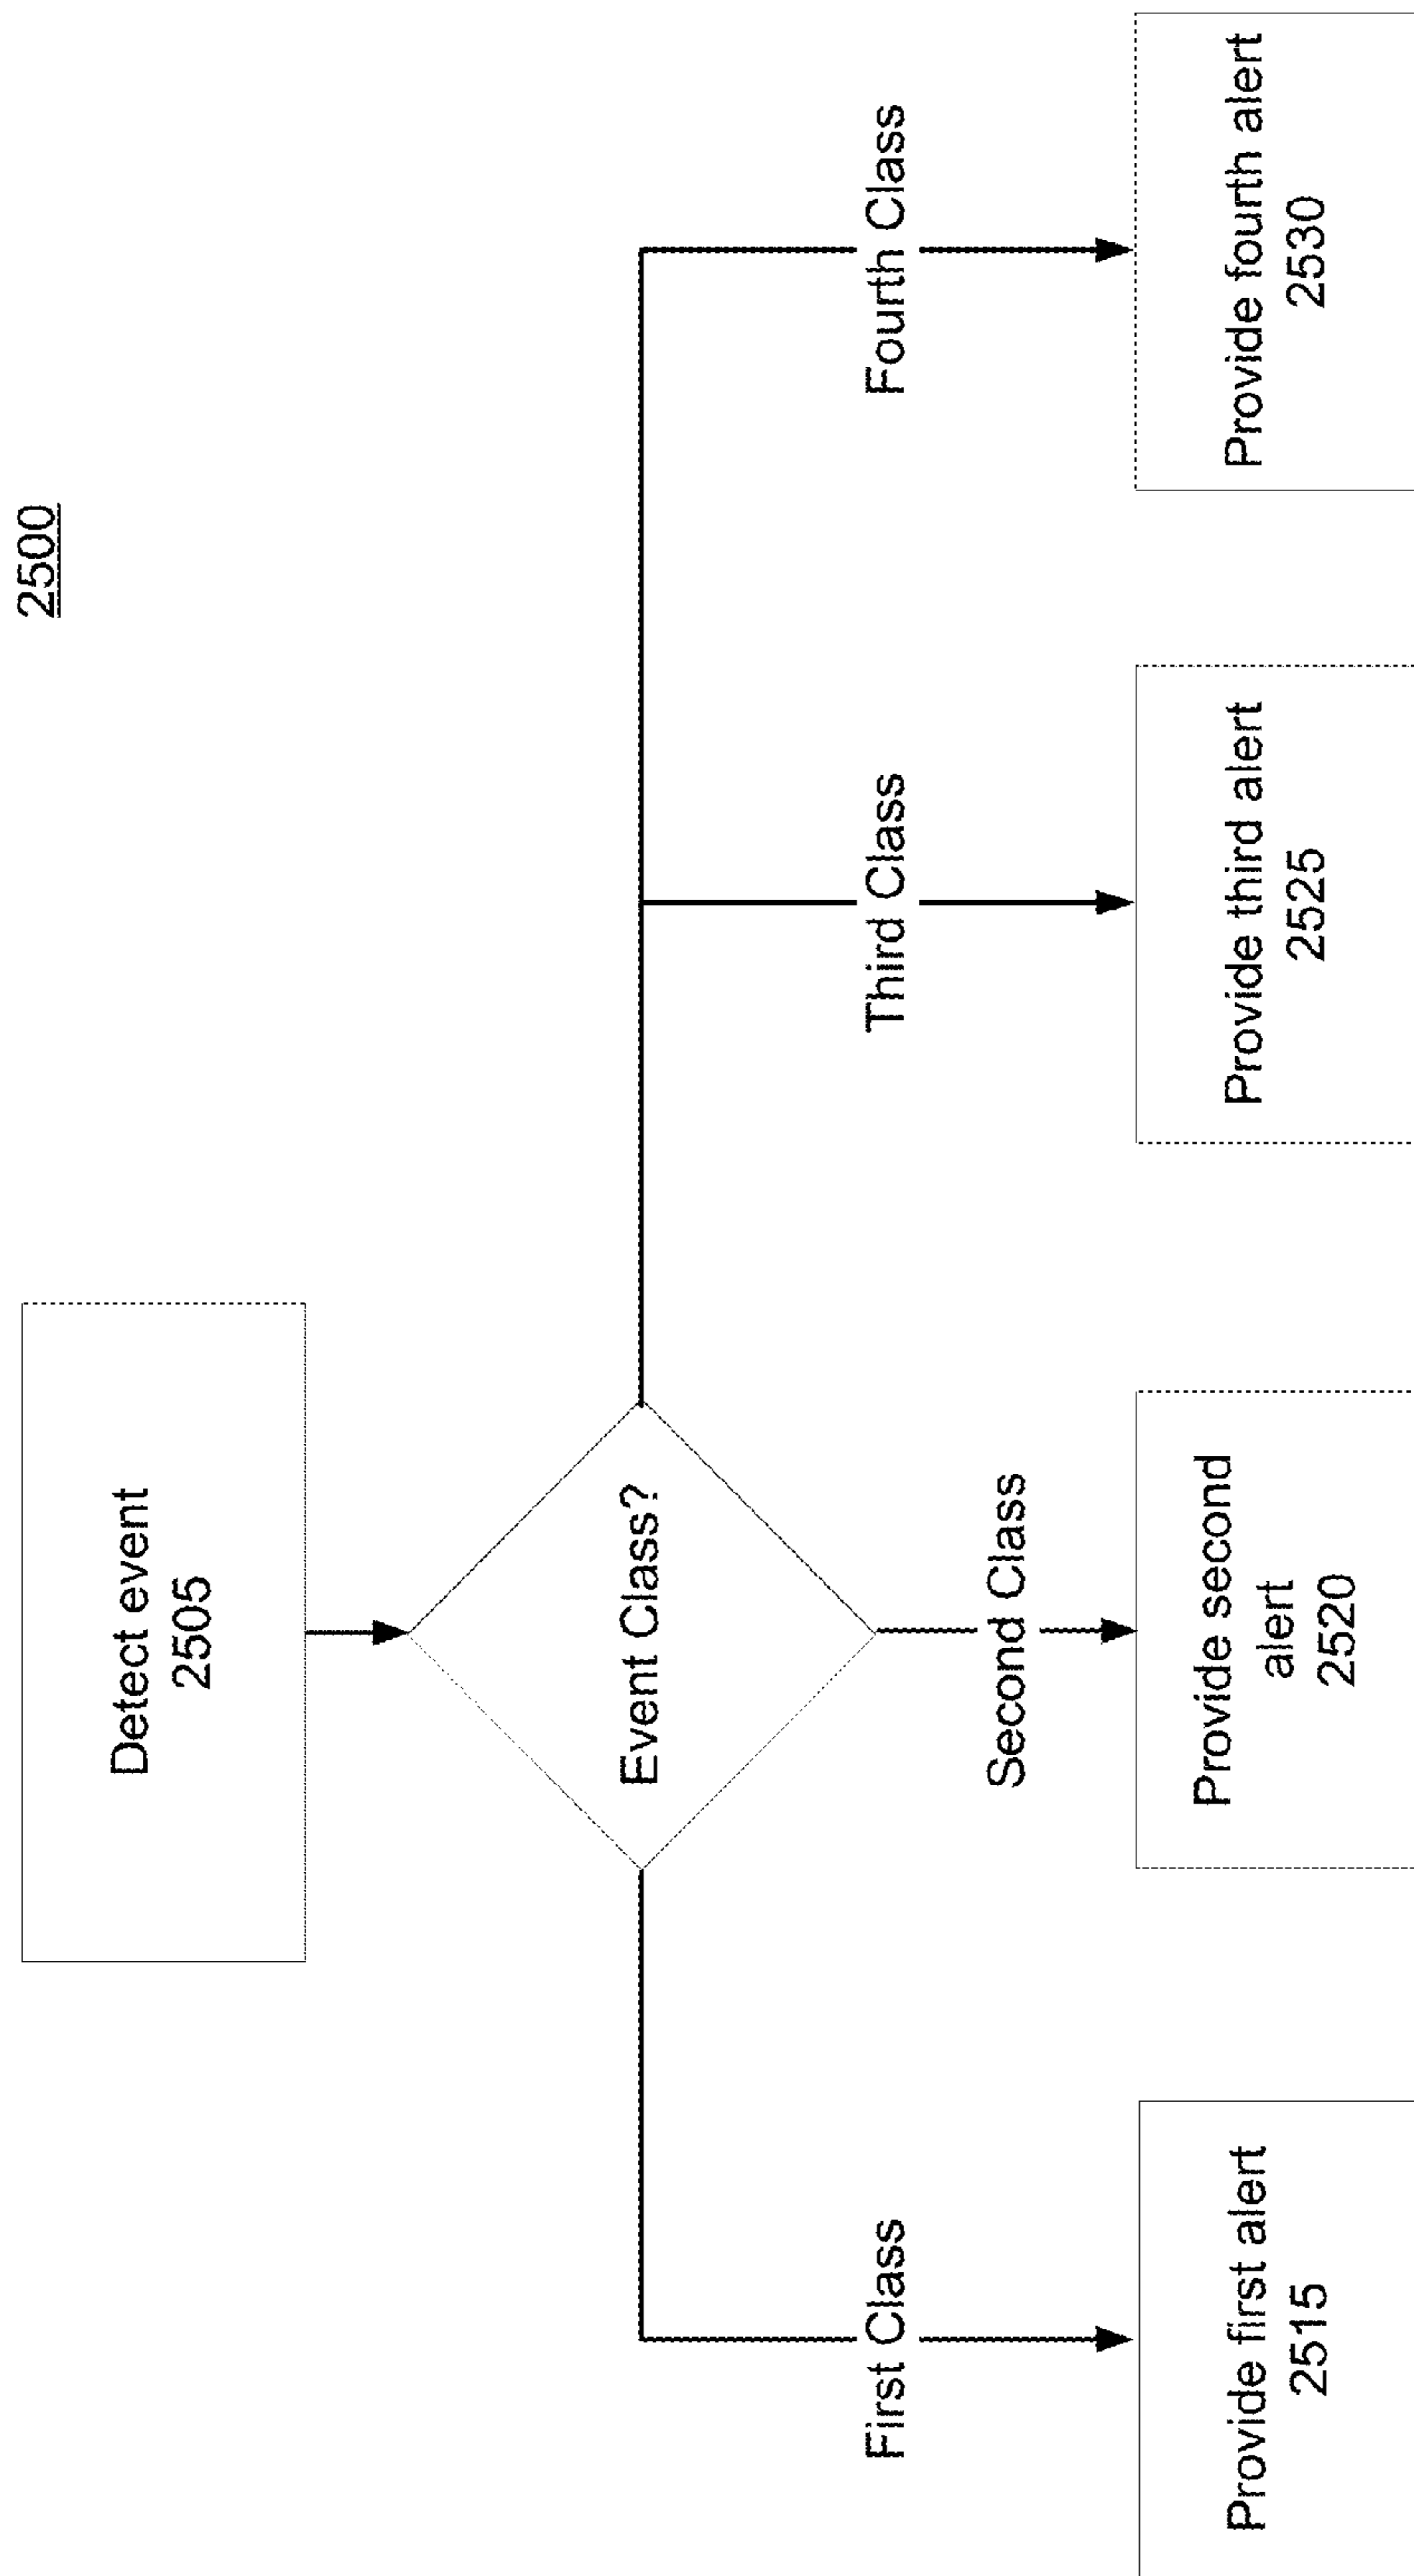 2500
Detect event
2505
Event Class?
First Class
Second Class
Third Class
Fourth Class
Provide first alert
2515
Provide second
alert
2520
Provide third alert
2525
Provide fourth alert
2530